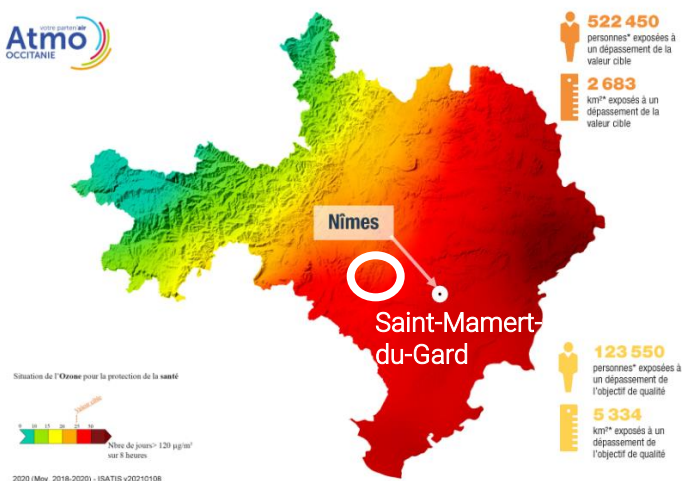 votre parten'air
Atmo
OCCITANIE
522 450
personnes* exposées à
un dépassement de la
valeur cible
2 683
km²* exposés à un
dépassement de la
valeur cible
Nîmes
Saint-Mamert-
du-Gard
123 550
personnes* exposées à
un dépassement de
l'objectif de qualité
5 334
km²* exposés à un
dépassement de
l'objectif de qualité
Situation de l'Ozone pour la protection de la santé
Valeur cible
9 10 15 20 25 30
Nbre de jours> 120 µg/m³
sur 8 heures
2020 (Moy. 2018-2020) - ISATIS v20210108